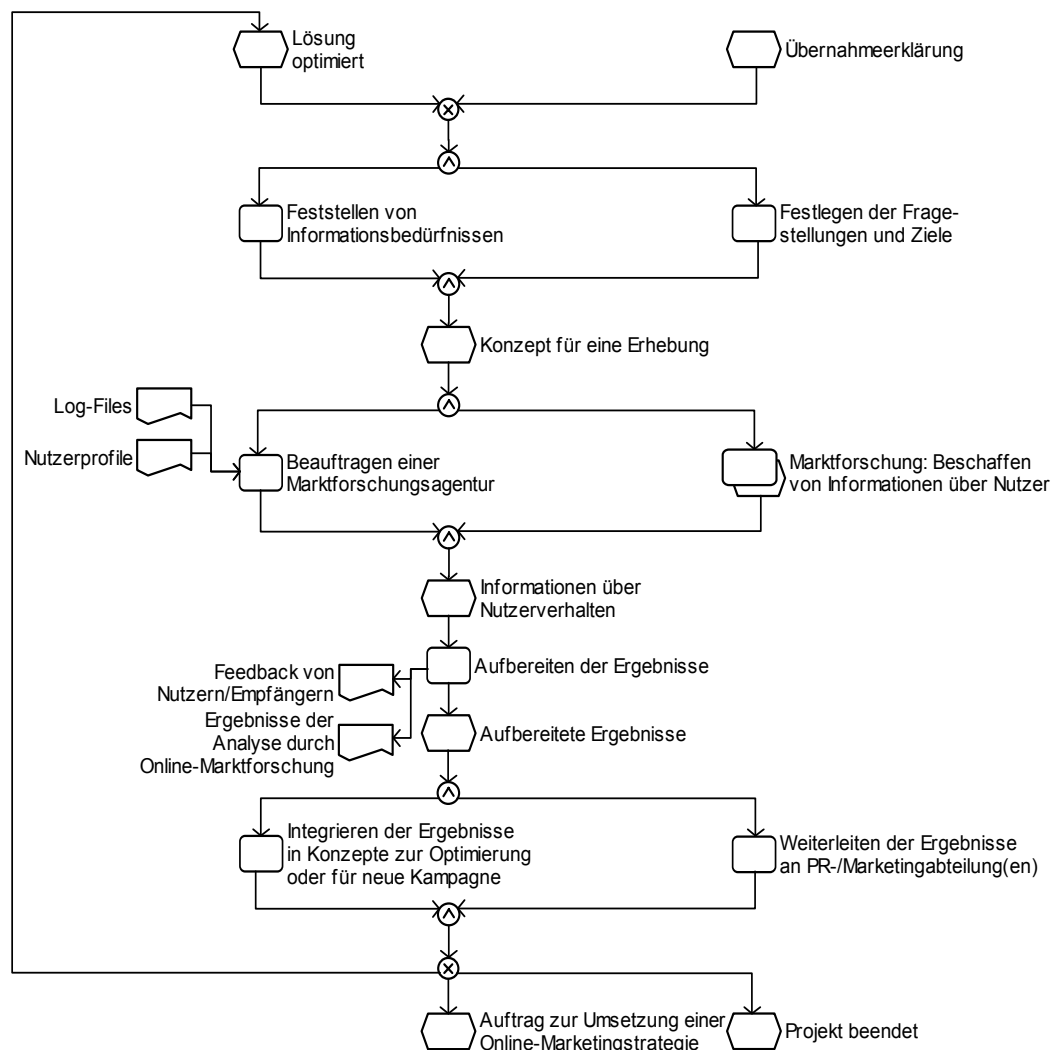 Lösung
optimiert
Übernahmeerklärung
Feststellen von
Informationsbedürfnissen
Festlegen der Frage-
stellungen und Ziele
Konzept für eine Erhebung
Log-Files
Nutzerprofile
Beauftragen einer
Marktforschungsagentur
Marktforschung: Beschaffen
von Informationen über Nutzer
Informationen über
Nutzerverhalten
Aufbereiten der Ergebnisse
Feedback von
Nutzern/Empfängern
Ergebnisse der
Analyse durch
Online-Marktforschung
Aufbereitete Ergebnisse
Integrieren der Ergebnisse
in Konzepte zur Optimierung
oder für neue Kampagne
Weiterleiten der Ergebnisse
an PR-/Marketingabteilung(en)
Auftrag zur Umsetzung einer
Online-Marketingstrategie
Projekt beendet